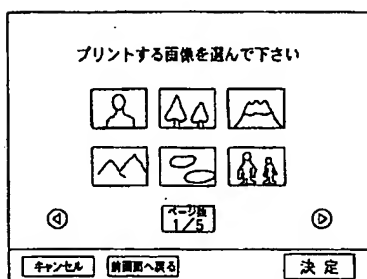 プリントする画像を選んで下さい
ページ数
1/5
キャンセル
前画面へ戻る
決定